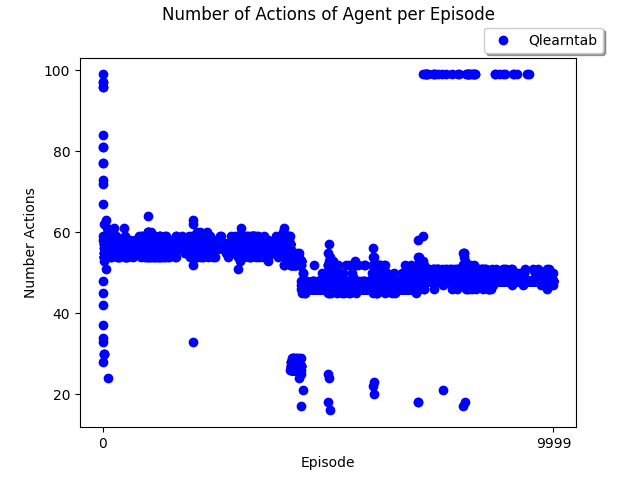 Number of Actions of Agent per Episode
Qlearntab
100
80
60
40
20
Number Actions
0
9999
Episode